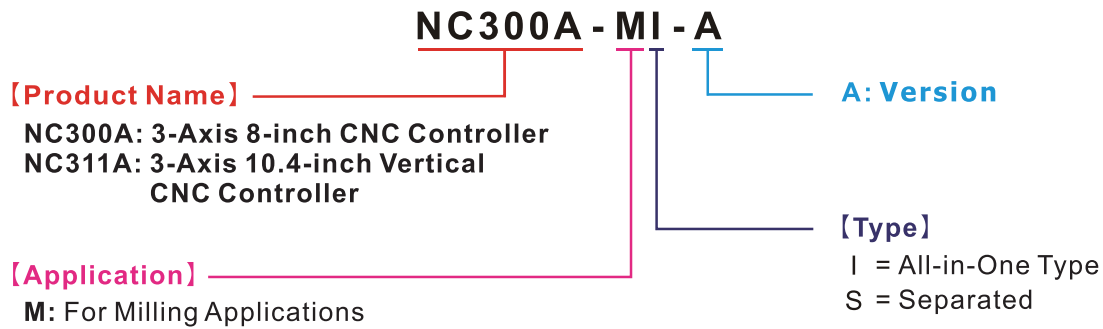 NC300A-MI-A
【Product Name】
NC300A: 3-Axis 8-inch CNC Controller
NC311A: 3-Axis 10.4-inch Vertical
CNC Controller
【Application】
M: For Milling Applications
A: Version
【Type】
I = All-in-One Type
S = Separated